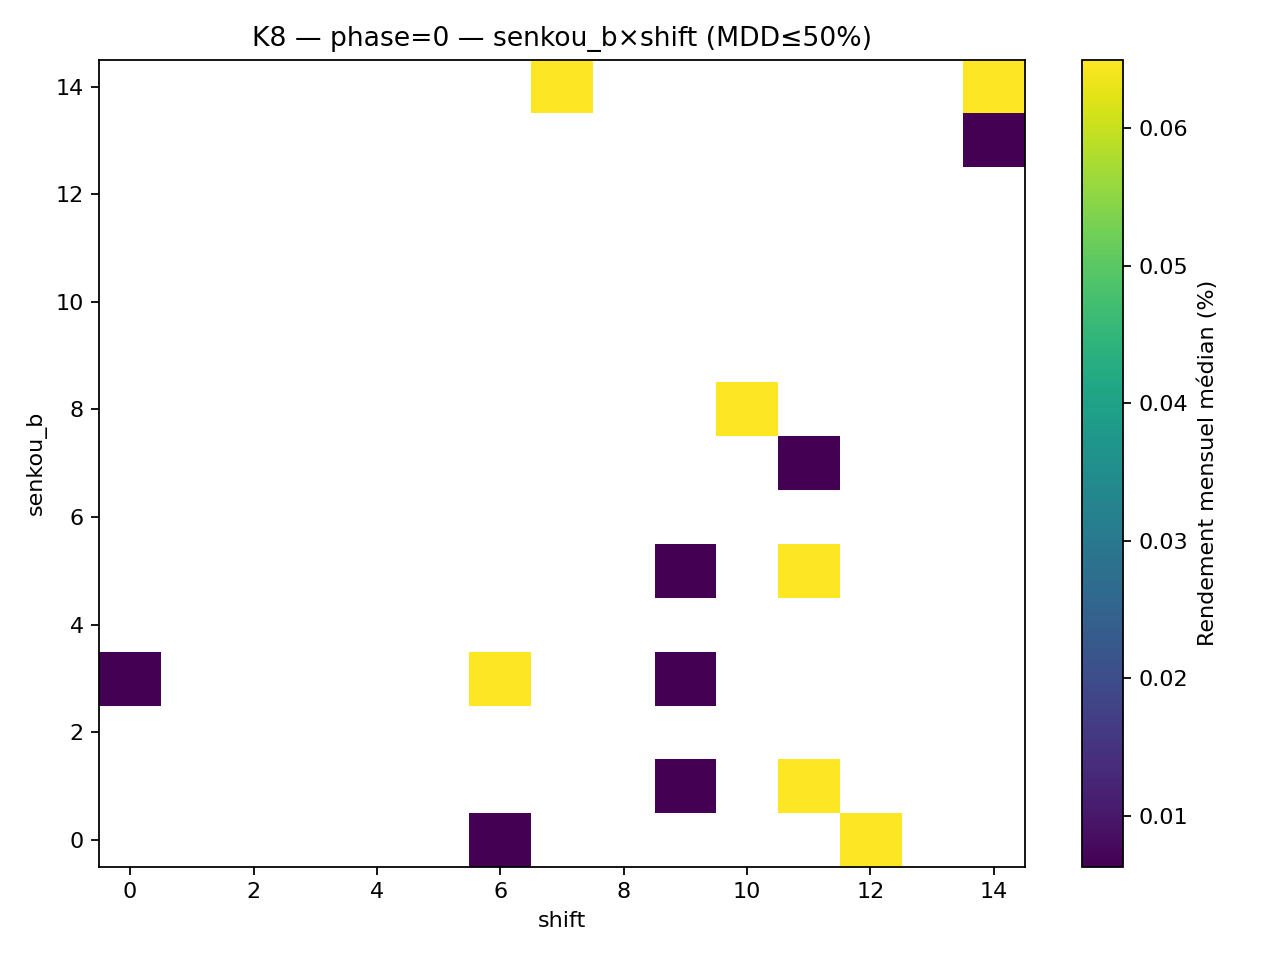 K8 — phase=0 — senkou_b×shift (MDD≤50%)
14
12
10
8
6
4
2
0
senkou_b
0 2 4 6 8 10 12 14
shift
0.06
0.05
0.04
0.03
0.02
0.01
Rendement mensuel médian (%)